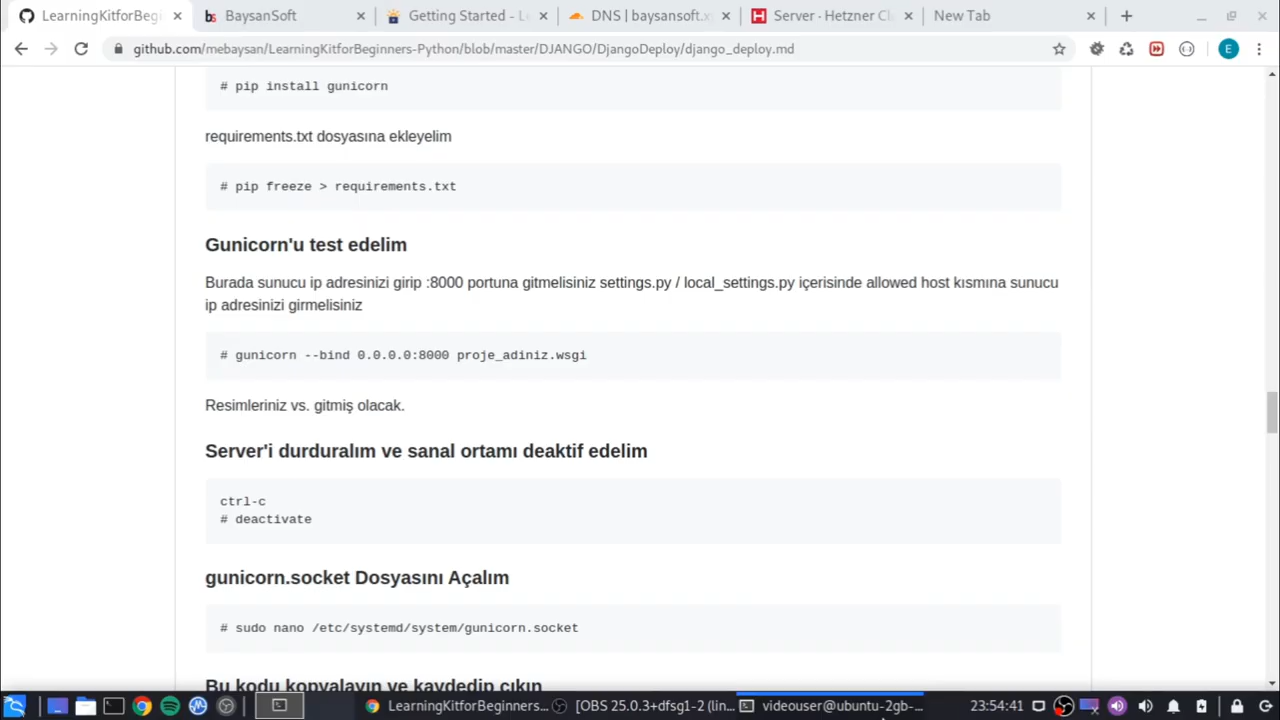 LearningKitforBegi
BaysanSoft
Getting Started - Le
DNS | baysansoft.x
Server · Hetzner Cl
New Tab
github.com/mebaysan/LearningKitforBeginners-Python/blob/master/DJANGO/DjangoDeploy/django_deploy.md
E
# pip install gunicorn
requirements.txt dosyasına ekleyelim
# pip freeze > requirements.txt
Gunicorn'u test edelim
Burada sunucu ip adresinizi girip :8000 portuna gitmelisiniz settings.py / local_settings.py içerisinde allowed host kısmına sunucu
ip adresinizi girmelisiniz
# gunicorn --bind 0.0.0.0:8000 proje_adiniz.wsgi
Resimleriniz vs. gitmiş olacak.
Server'i durduralım ve sanal ortamı deaktif edelim
ctrl-c
# deactivate
gunicorn.socket Dosyasını Açalım
# sudo nano /etc/systemd/system/gunicorn.socket
Bu kodu kopyalayın ve kaydedip çıkın
LearningKitforBeginners...
[OBS 25.0.3+dfsg1-2 (lin...
videouser@ubuntu-2gb-...
23:54:41